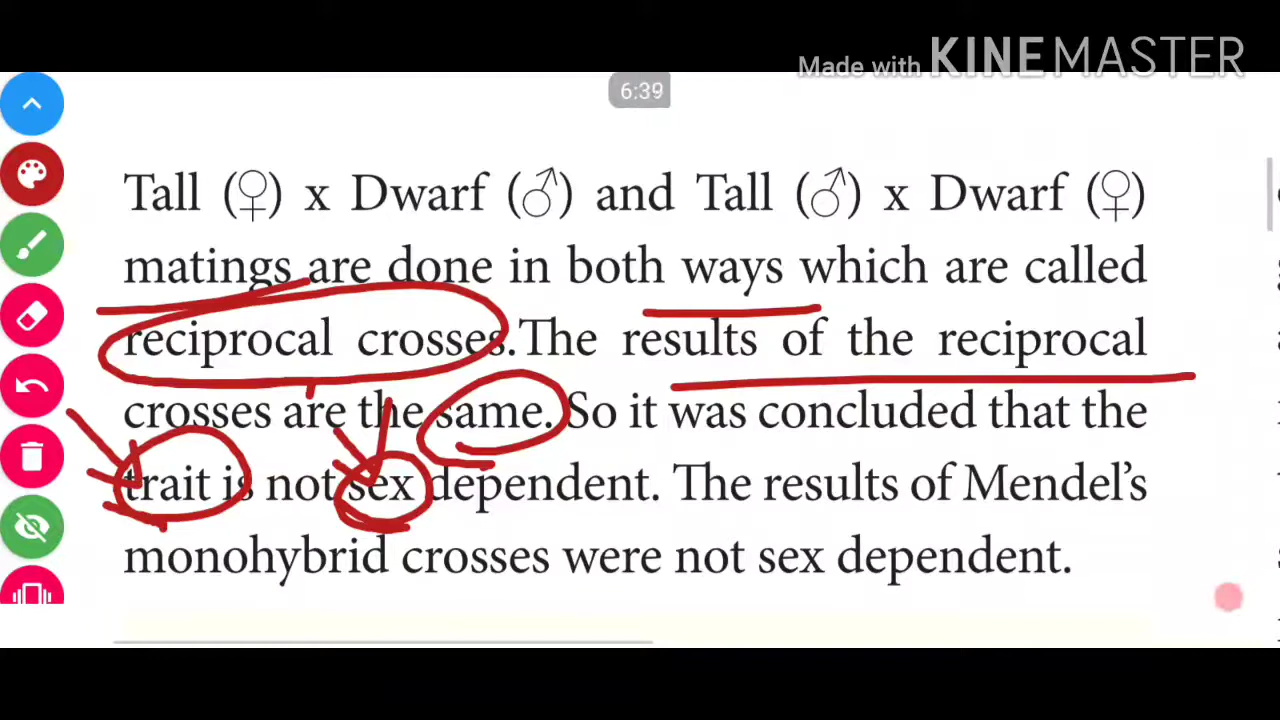 Made with KINEMASTER
6:39
Tall (♀) x Dwarf (♂) and Tall (♂) x Dwarf (♀)
matings are done in both ways which are called
reciprocal crosses.The results of the reciprocal
crosses are the same. So it was concluded that the
trait is not sex dependent. The results of Mendel’s
monohybrid crosses were not sex dependent.